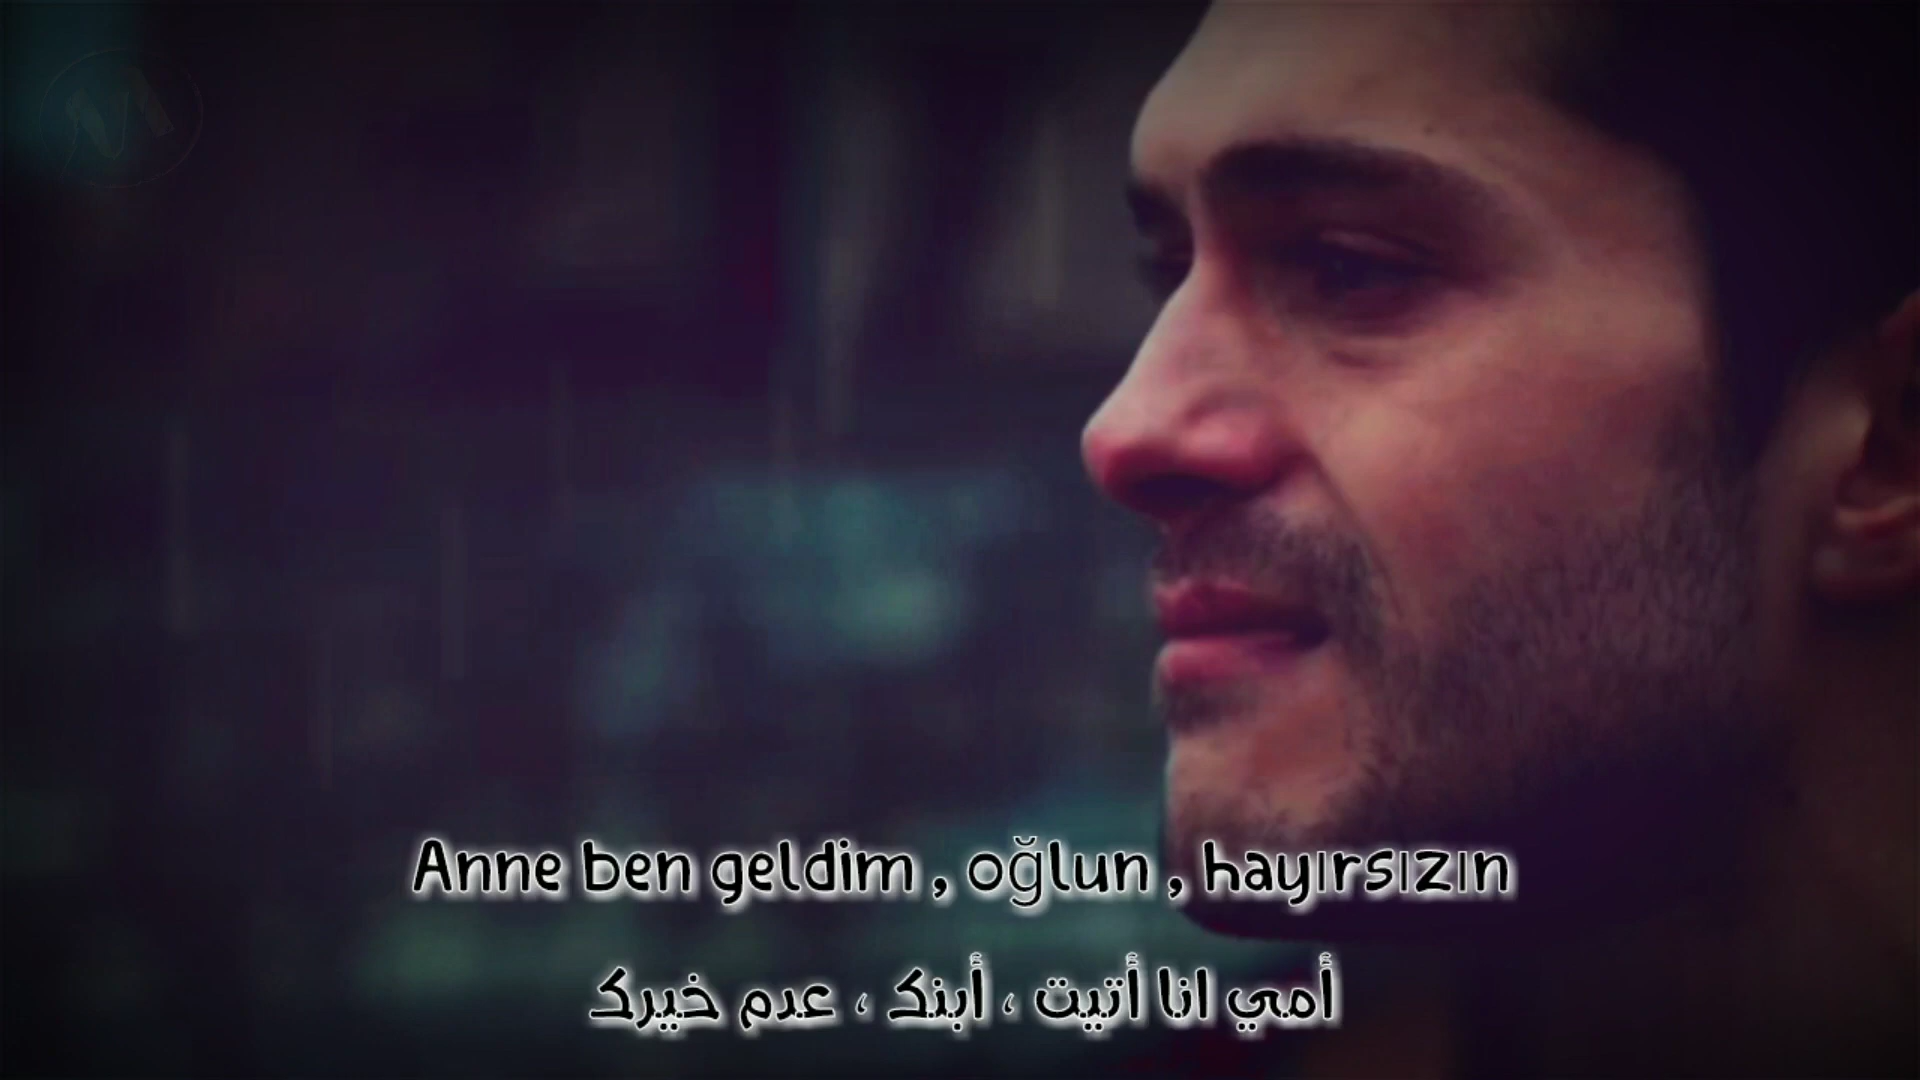 Anne ben geldim , oğlun , hayırsızın
أمي انا أتيت ، أبنك ، عدم خيرك